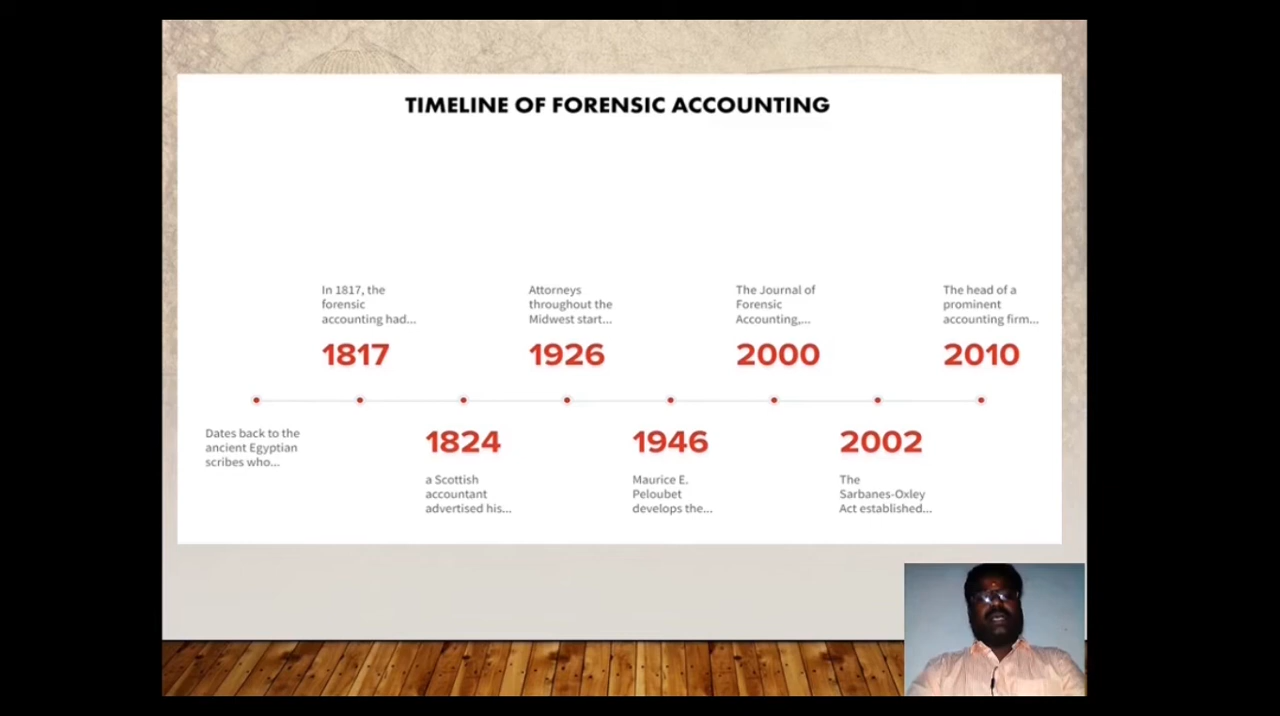 TIMELINE OF FORENSIC ACCOUNTING
In 1817, the
forensic
accounting had...
1817
Attorneys
throughout the
Midwest start...
1926
The Journal of
Forensic
Accounting,...
2000
The head of a
prominent
accounting firm...
2010
Dates back to the
ancient Egyptian
scribes who...
1824
a Scottish
accountant
advertised his...
1946
Maurice E.
Peloubet
develops the...
2002
The
Sarbanes-Oxley
Act established...